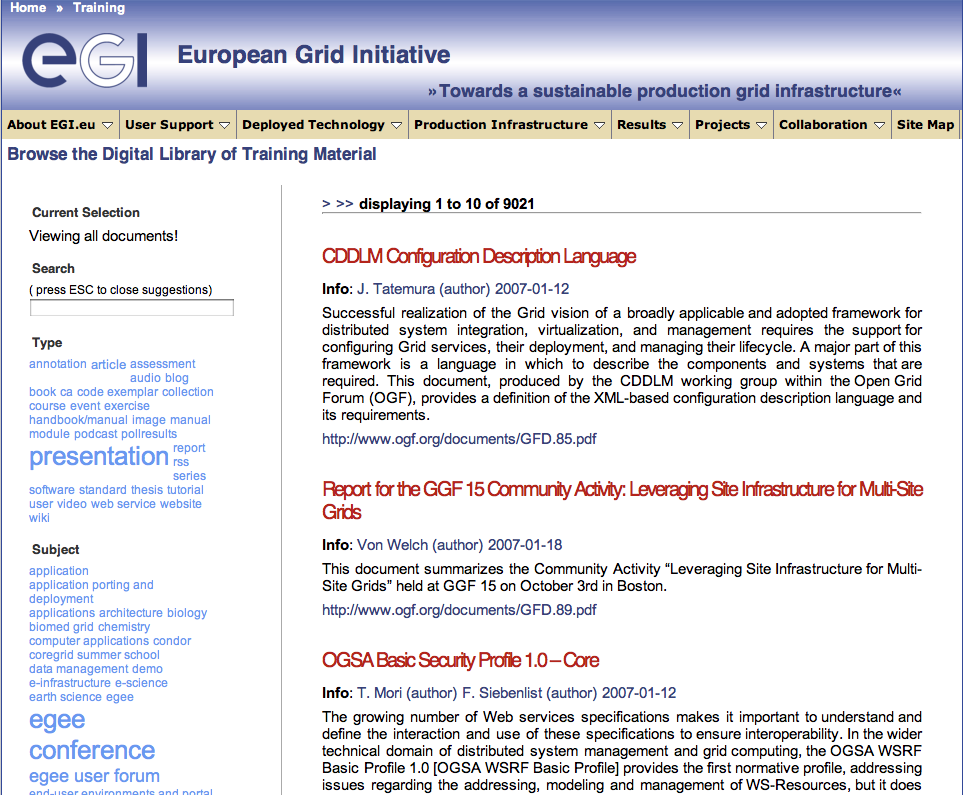 Home » Training
eGI European Grid Initiative
»Towards a sustainable production grid infrastructure«
About EGI.eu User Support Deployed Technology Production Infrastructure Results Projects Collaboration Site Map
Browse the Digital Library of Training Material
Current Selection
Viewing all documents!
Search
( press ESC to close suggestions)
Type
annotation article assessment
audio blog
book ca code exemplar collection
course event exercise
handbook/manual image manual
module podcast pollresults
presentation report
rss
series
software standard thesis tutorial
user video web service website
wiki
Subject
application
application porting and
deployment
applications architecture biology
biomed grid chemistry
computer applications condor
coregrid summer school
data management demo
e-infrastructure e-science
earth science egee
egee
conference
egee user forum
end-user environments and portal
> >> displaying 1 to 10 of 9021
CDDLM Configuration Description Language
Info: J. Tatemura (author) 2007-01-12
Successful realization of the Grid vision of a broadly applicable and adopted framework for
distributed system integration, virtualization, and management requires the support for
configuring Grid services, their deployment, and managing their lifecycle. A major part of this
framework is a language in which to describe the components and systems that are
required. This document, produced by the CDDLM working group within the Open Grid
Forum (OGF), provides a definition of the XML-based configuration description language and
its requirements.
http://www.ogf.org/documents/GFD.85.pdf
Report for the GGF 15 Community Activity: Leveraging Site Infrastructure for Multi-Site
Grids
Info: Von Welch (author) 2007-01-18
This document summarizes the Community Activity “Leveraging Site Infrastructure for Multi-
Site Grids” held at GGF 15 on October 3rd in Boston.
http://www.ogf.org/documents/GFD.89.pdf
OGSA Basic Security Profile 1.0 – Core
Info: T. Mori (author) F. Siebenlist (author) 2007-01-12
The growing number of Web services specifications makes it important to understand and
define the interaction and use of these specifications to ensure interoperability. In the wider
technical domain of distributed system management and grid computing, the OGSA WSRF
Basic Profile 1.0 [OGSA WSRF Basic Profile] provides the first normative profile, addressing
issues regarding the addressing, modeling and management of WS-Resources, but it does